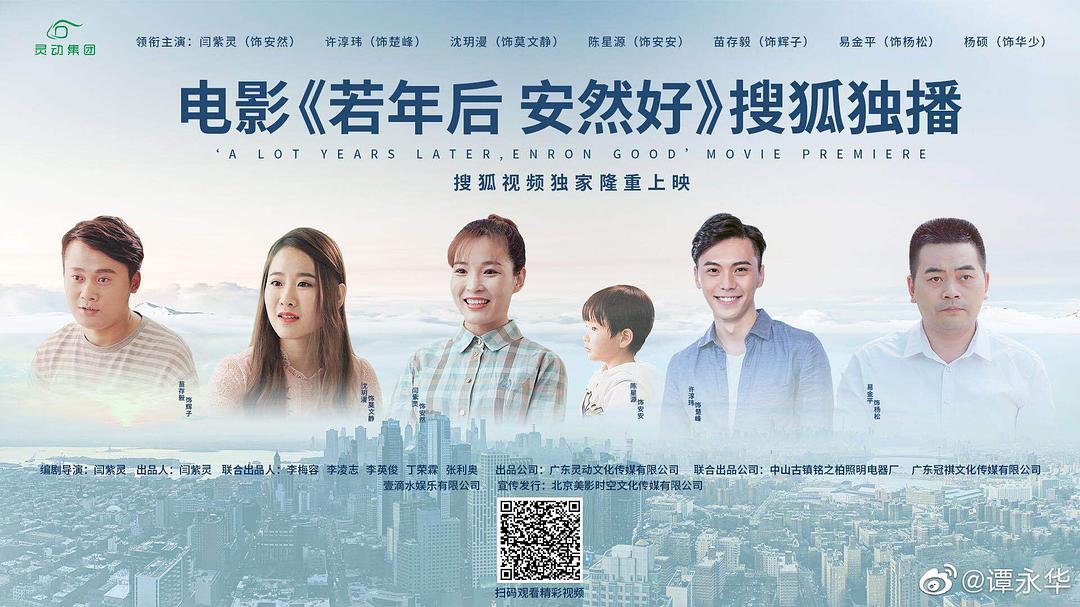 灵动集团
领衔主演：闫紫灵（饰安然） 许淳玮（饰楚峰） 沈玥漫（饰莫文静） 陈星源（饰安安） 苗存毅（饰辉子） 易金平（饰杨松） 杨硕（饰华少）
电影《若年后 安然好》搜狐独播
‘A LOT YEARS LATER,ENRON GOOD’ MOVIE PREMIERE
搜狐视频独家隆重上映
苗存毅 饰辉子
沈玥漫 饰莫文静
闫紫灵 饰安然
陈星源 饰安安
许淳玮 饰楚峰
易金平 饰杨松
编剧导演：闫紫灵 出品人：闫紫灵 联合出品人：李梅容 李凌志 李英俊 丁荣霖 张利奥 出品公司：广东灵动文化传媒有限公司 联合出品公司：中山古镇铭之柏照明电器厂 广东冠祺文化传媒有限公司
壹滴水娱乐有限公司 宣传发行：北京美影时空文化传媒有限公司
扫码观看精彩视频
@谭永华